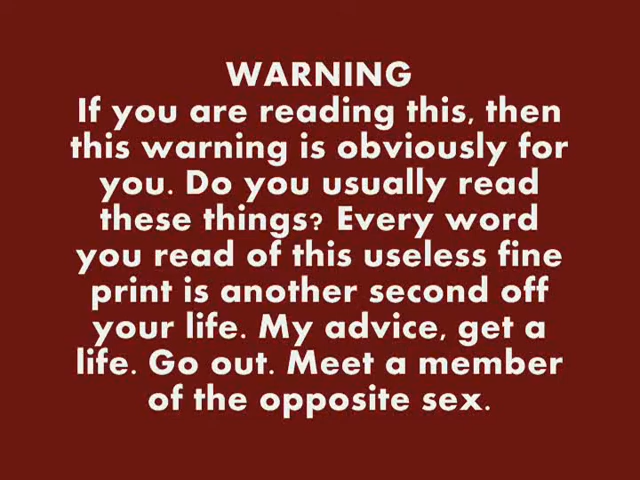 WARNING
If you are reading this, then
this warning is obviously for
you. Do you usually read
these things? Every word
you read of this useless fine
print is another second off
your life. My advice, get a
life. Go out. Meet a member
of the opposite sex.